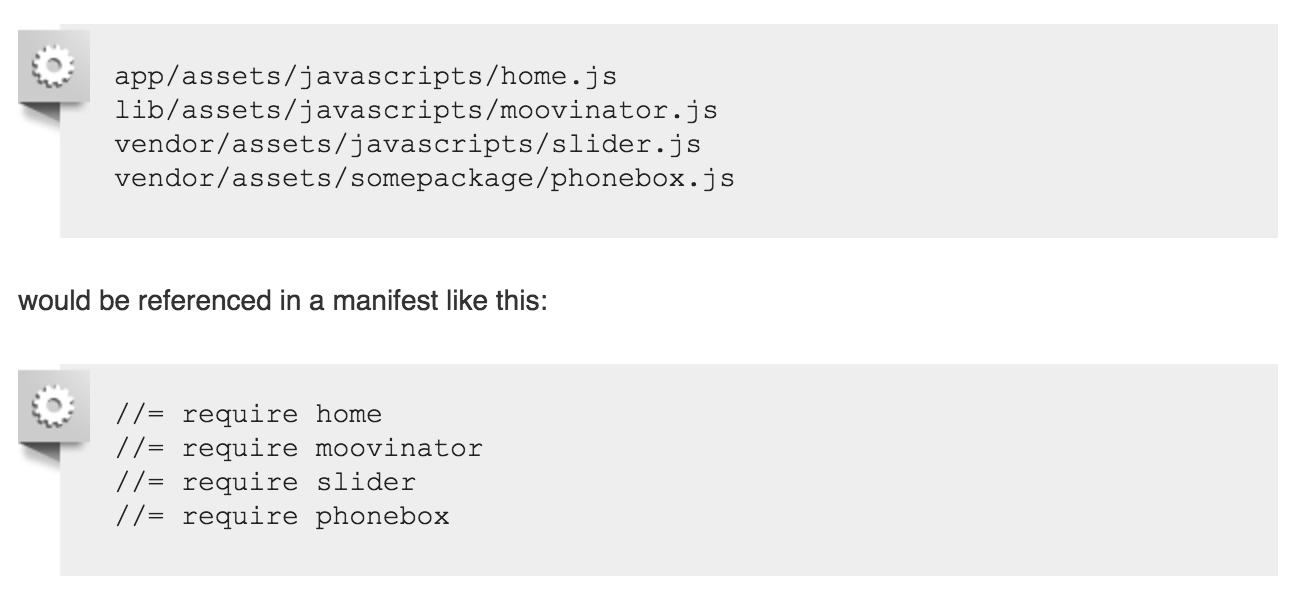 app/assets/javascripts/home.js
lib/assets/javascripts/moovinator.js
vendor/assets/javascripts/slider.js
vendor/assets/somepackage/phonebox.js
would be referenced in a manifest like this:
//= require home
//= require moovinator
//= require slider
//= require phonebox